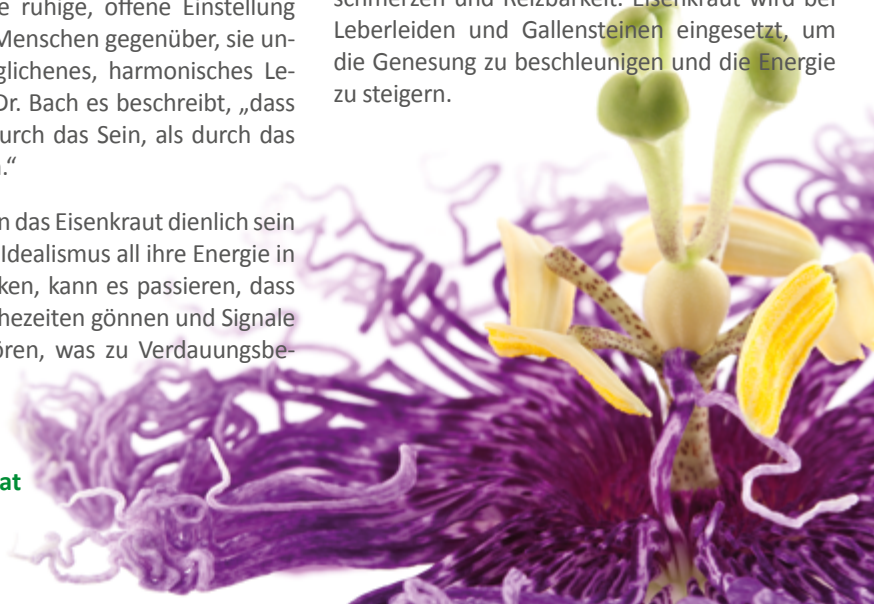 e ruhige, offene Einstellung
Menschen gegenüber, sie un-
glichenes, harmonisches Le-
Dr. Bach es beschreibt, „dass
durch das Sein, als durch das
.“
n das Eisenkraut dienlich sein
Idealismus all ihre Energie in
ken, kann es passieren, dass
hezeiten gönnen und Signale
ören, was zu Verdauungsbe-
at
schmerzen und Reizbarkeit. Eisenkraut wird bei
Leberleiden und Gallensteinen eingesetzt, um
die Genesung zu beschleunigen und die Energie
zu steigern.